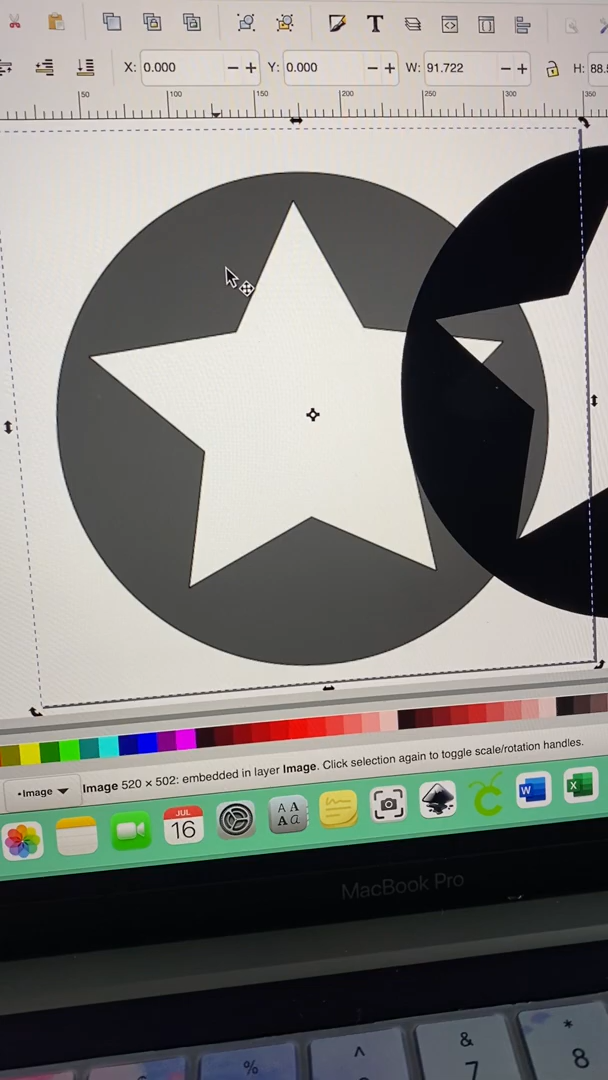 X: 0.000 − + Y: 0.000 − + W: 91.722 − + H: 88.5
50 100 150 200 250 300 350
•Image Image 520 × 502: embedded in layer Image. Click selection again to toggle scale/rotation handles.
JUL
16
A A
A a
W
X
MacBook Pro
% ^ & 7 * 8